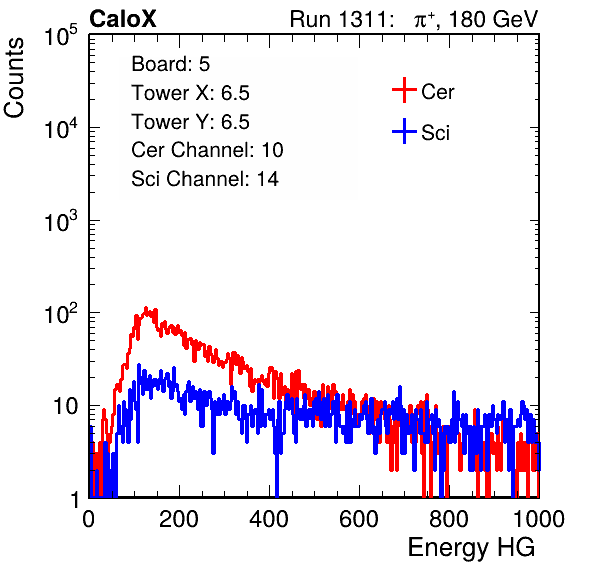 CaloX Run 1311: π⁺, 180 GeV
Counts
10⁵
10⁴
10³
10²
10
1
Board: 5
Tower X: 6.5
Tower Y: 6.5
Cer Channel: 10
Sci Channel: 14
Cer
Sci
0 200 400 600 800 1000
Energy HG